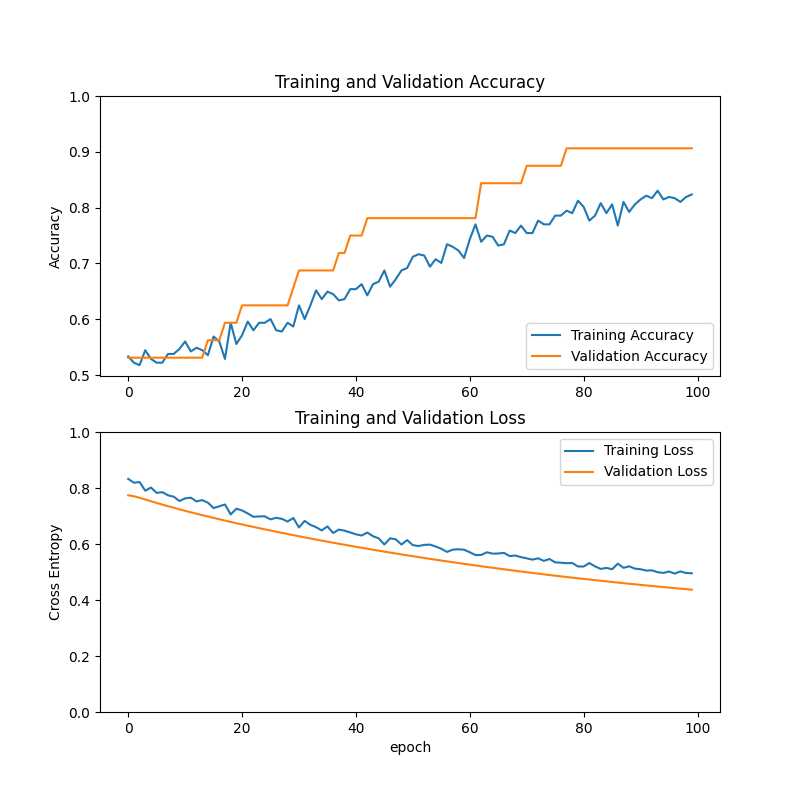 Training and Validation Accuracy
1.0
0.9
0.8
0.7
0.6
0.5
Accuracy
Training Accuracy
Validation Accuracy
0 20 40 60 80 100
Training and Validation Loss
1.0
0.8
0.6
0.4
0.2
0.0
Cross Entropy
Training Loss
Validation Loss
0 20 40 60 80 100
epoch